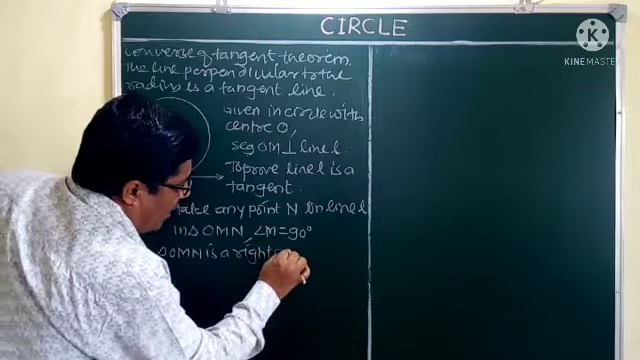 CIRCLE
Converse of tangent theorem.
The line perpendicular to the
radius is a tangent line.
Given in circle with
centre O,
seg OM ⊥ line l.
To prove line l is a
tangent.
Take any point N on line l
in Δ OMN, ∠M=90°
Δ OMN is a right
KINEMASTER